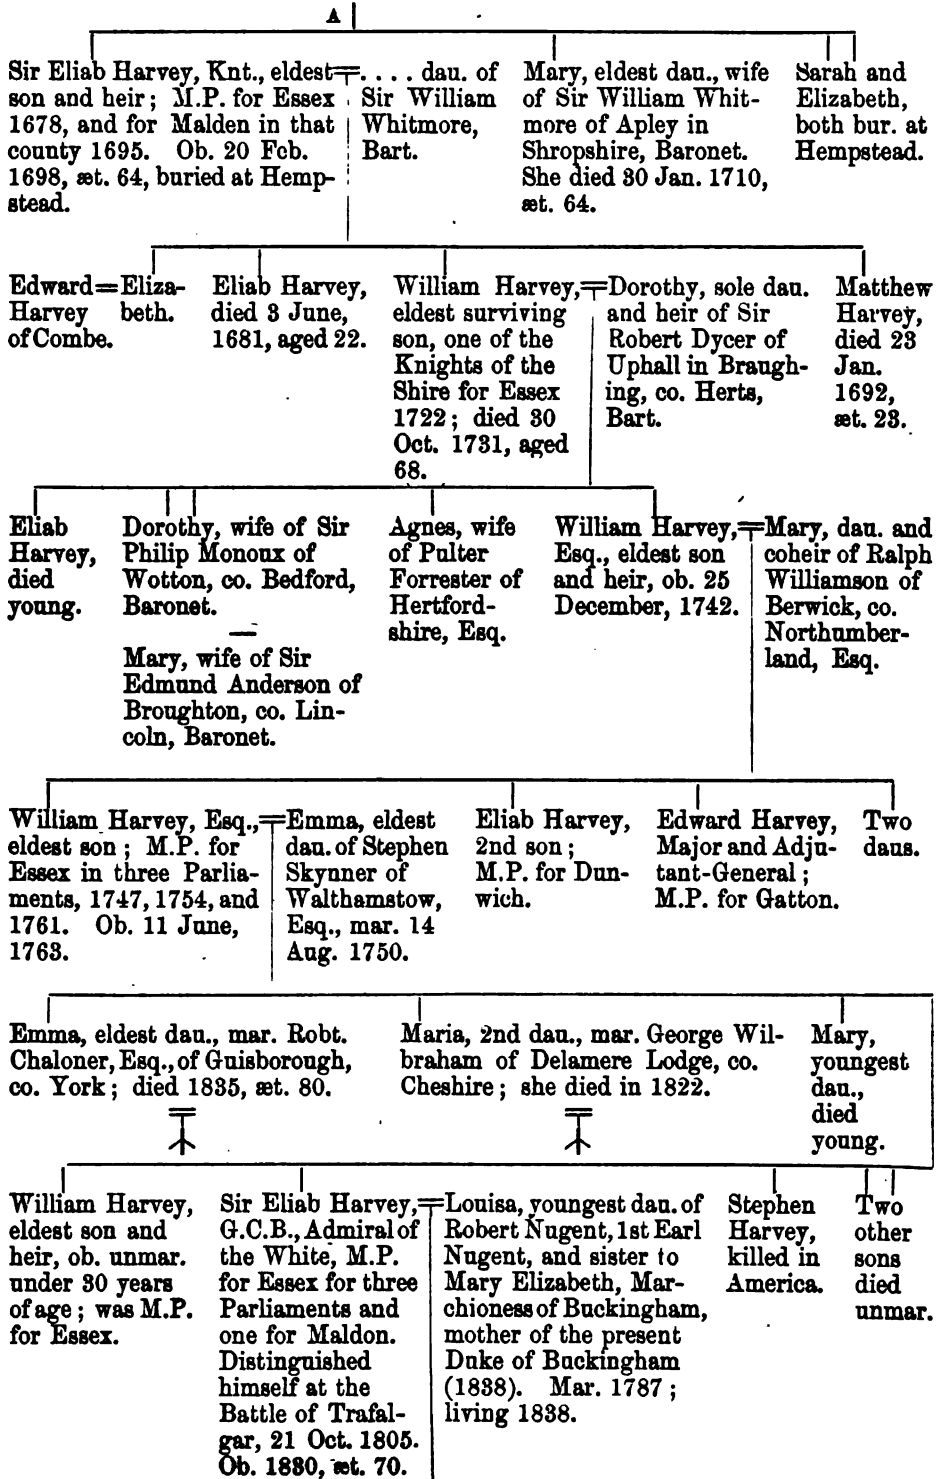 A
Sir Eliab Harvey, Knt., eldest
son and heir; M.P. for Essex
1678, and for Malden in that
county 1695. Ob. 20 Feb.
1698, æt. 64, buried at Hemp-
stead.
. . . . dau. of
Sir William
Whitmore,
Bart.
Mary, eldest dau., wife
of Sir William Whit-
more of Apley in
Shropshire, Baronet.
She died 30 Jan. 1710,
æt. 64.
Sarah and
Elizabeth,
both bur. at
Hempstead.
Edward
Harvey
of Combe.
Eliza-
beth.
Eliab Harvey,
died 3 June,
1681, aged 22.
William Harvey,
eldest surviving
son, one of the
Knights of the
Shire for Essex
1722; died 30
Oct. 1731, aged
68.
Dorothy, sole dau.
and heir of Sir
Robert Dycer of
Uphall in Braugh-
ing, co. Herts,
Bart.
Matthew
Harvey,
died 23
Jan.
1692,
æt. 23.
Eliab
Harvey,
died
young.
Dorothy, wife of Sir
Philip Monoux of
Wotton, co. Bedford,
Baronet.
Mary, wife of Sir
Edmund Anderson of
Broughton, co. Lin-
coln, Baronet.
Agnes, wife
of Pulter
Forrester of
Hertford-
shire, Esq.
William Harvey,
Esq., eldest son
and heir, ob. 25
December, 1742.
Mary, dau. and
coheir of Ralph
Williamson of
Berwick, co.
Northumber-
land, Esq.
William Harvey, Esq.,
eldest son; M.P. for
Essex in three Parlia-
ments, 1747, 1754, and
1761. Ob. 11 June,
1763.
Emma, eldest
dau. of Stephen
Skynner of
Walthamstow,
Esq., mar. 14
Aug. 1750.
Eliab Harvey,
2nd son;
M.P. for Dun-
wich.
Edward Harvey,
Major and Adju-
tant-General;
M.P. for Gatton.
Two
daus.
Emma, eldest dau., mar. Robt.
Chaloner, Esq., of Guisborough,
co. York; died 1835, æt. 80.
Maria, 2nd dau., mar. George Wil-
braham of Delamere Lodge, co.
Cheshire; she died in 1822.
Mary,
youngest
dau.,
died
young.
William Harvey,
eldest son and
heir, ob. unmar.
under 30 years
of age; was M.P.
for Essex.
Sir Eliab Harvey,
G.C.B., Admiral of
the White, M.P.
for Essex for three
Parliaments and
one for Maldon.
Distinguished
himself at the
Battle of Trafal-
gar, 21 Oct. 1805.
Ob. 1830, æt. 70.
Louisa, youngest dau. of
Robert Nugent, 1st Earl
Nugent, and sister to
Mary Elizabeth, Mar-
chioness of Buckingham,
mother of the present
Duke of Buckingham
(1838). Mar. 1787;
living 1838.
Stephen
Harvey,
killed in
America.
Two
other
sons
died
unmar.